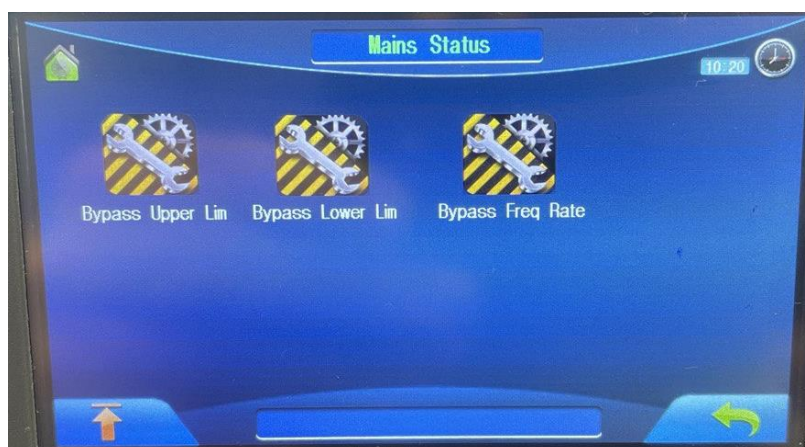 Mains Status
10:20
Bypass Upper Lim
Bypass Lower Lim
Bypass Freq Rate